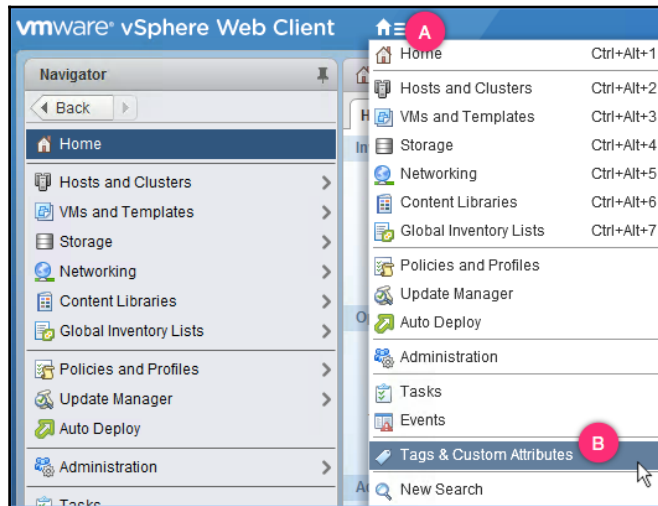 vmware® vSphere Web Client
A
Navigator
Back
Home
Hosts and Clusters
VMs and Templates
Storage
Networking
Content Libraries
Global Inventory Lists
Policies and Profiles
Update Manager
Auto Deploy
Administration
Tasks
H
In
O
A
Home Ctrl+Alt+1
Hosts and Clusters Ctrl+Alt+2
VMs and Templates Ctrl+Alt+3
Storage Ctrl+Alt+4
Networking Ctrl+Alt+5
Content Libraries Ctrl+Alt+6
Global Inventory Lists Ctrl+Alt+7
Policies and Profiles
Update Manager
Auto Deploy
Administration
Tasks
Events
Tags & Custom Attributes B
New Search